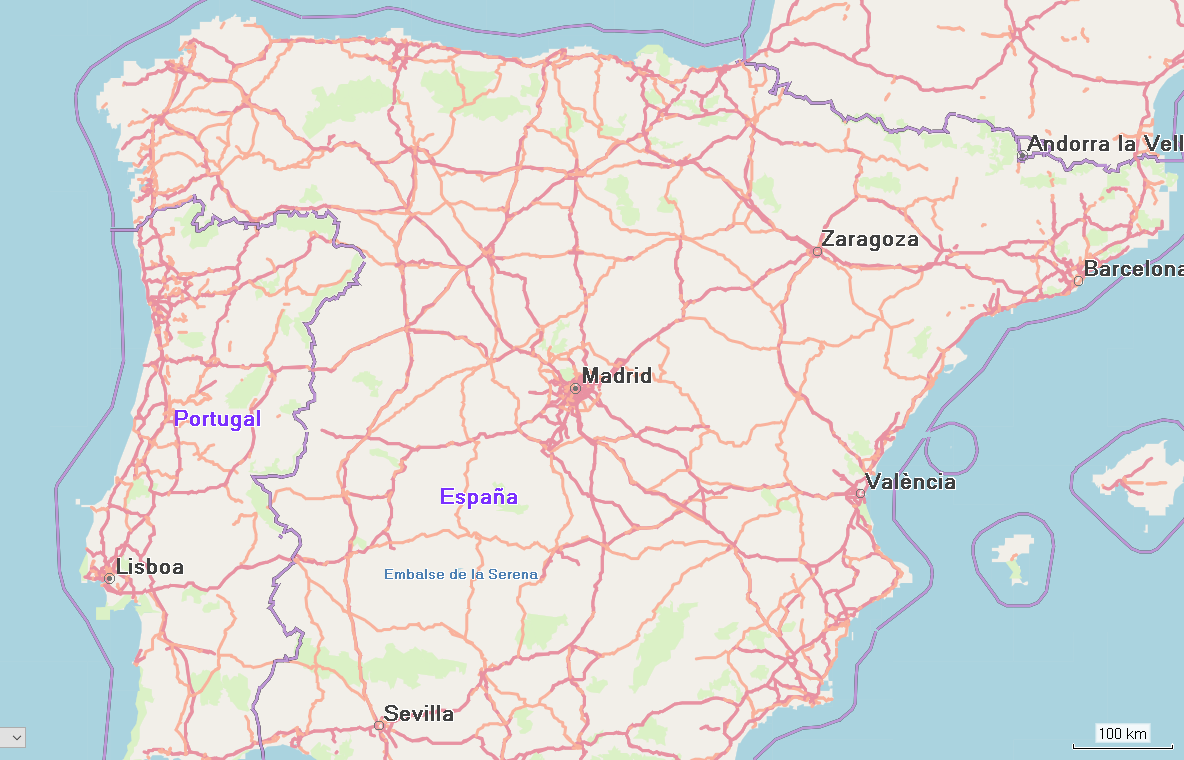 Andorra la Vell
Zaragoza
Barcelona
Madrid
Portugal
València
España
Lisboa
Embalse de la Serena
Sevilla
100 km